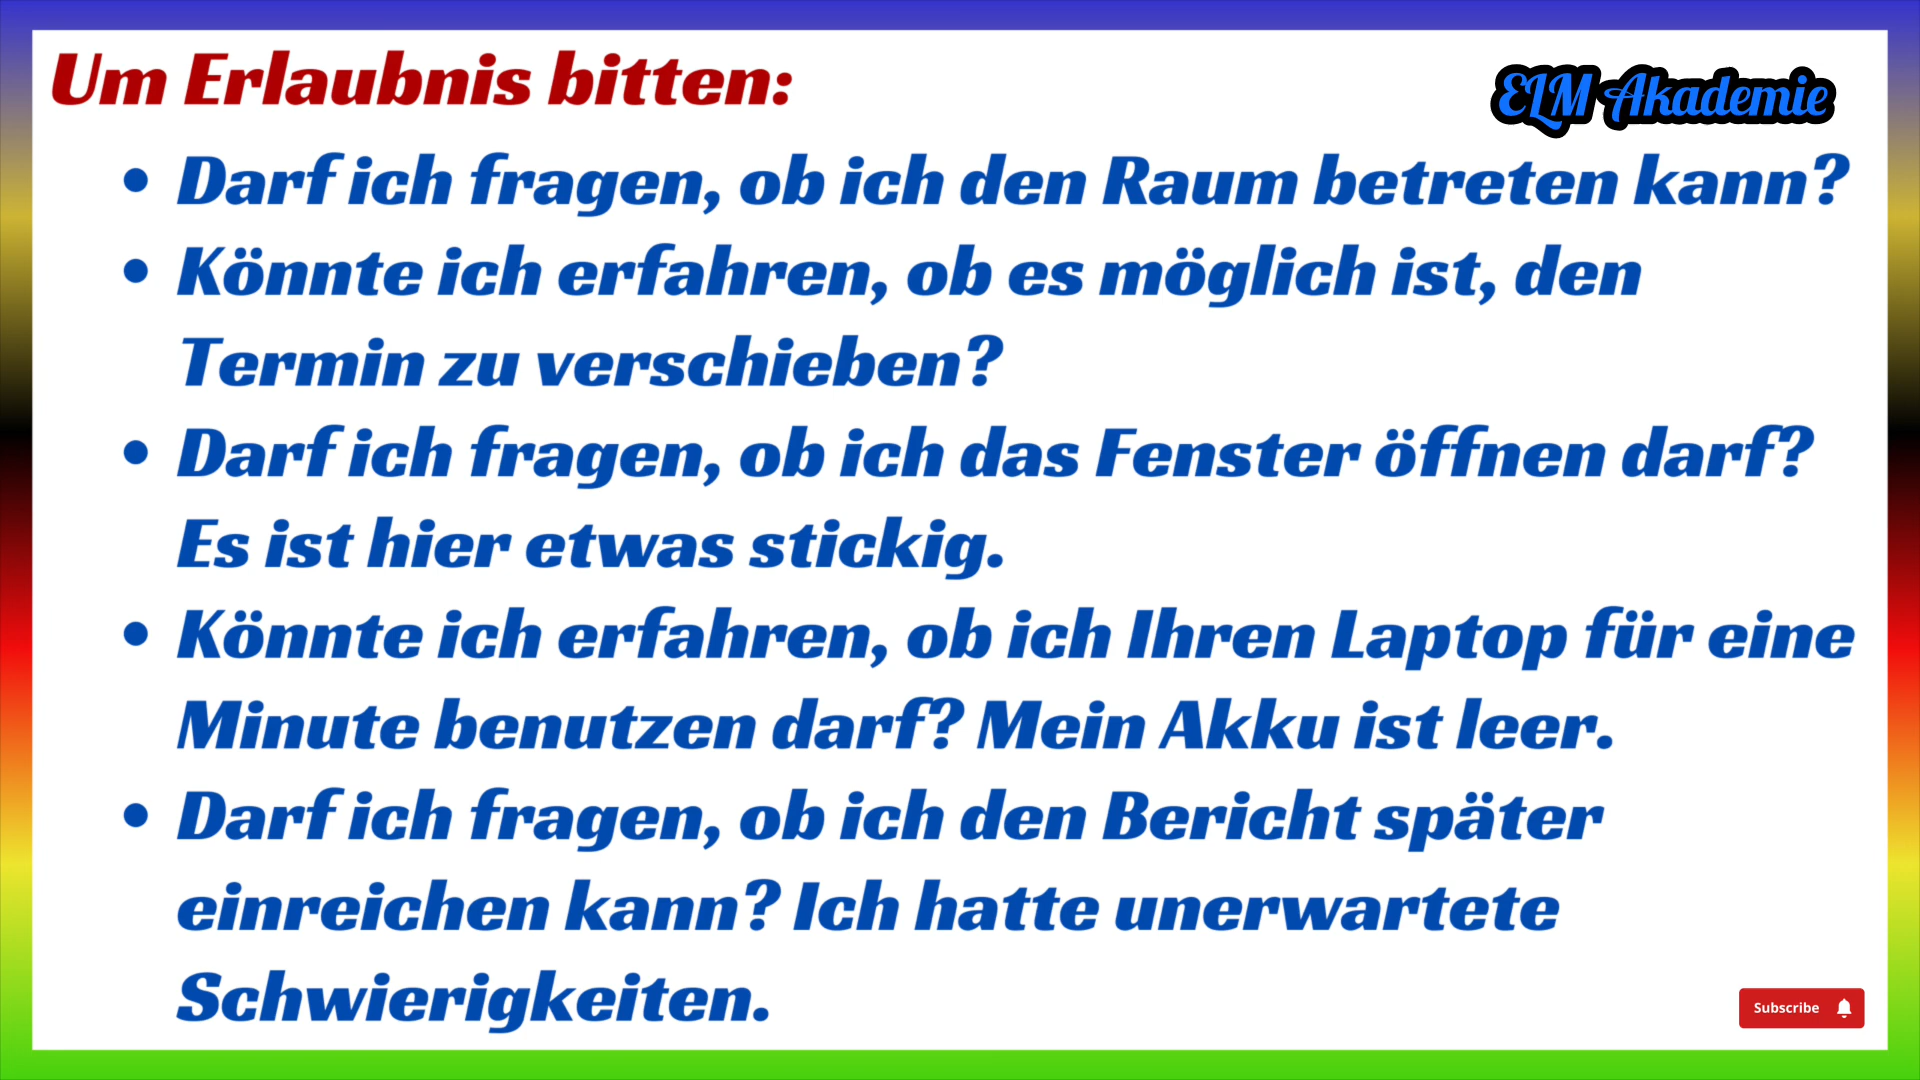 Um Erlaubnis bitten:
ELM Akademie
• Darf ich fragen, ob ich den Raum betreten kann?
• Könnte ich erfahren, ob es möglich ist, den
Termin zu verschieben?
• Darf ich fragen, ob ich das Fenster öffnen darf?
Es ist hier etwas stickig.
• Könnte ich erfahren, ob ich Ihren Laptop für eine
Minute benutzen darf? Mein Akku ist leer.
• Darf ich fragen, ob ich den Bericht später
einreichen kann? Ich hatte unerwartete
Schwierigkeiten.
Subscribe